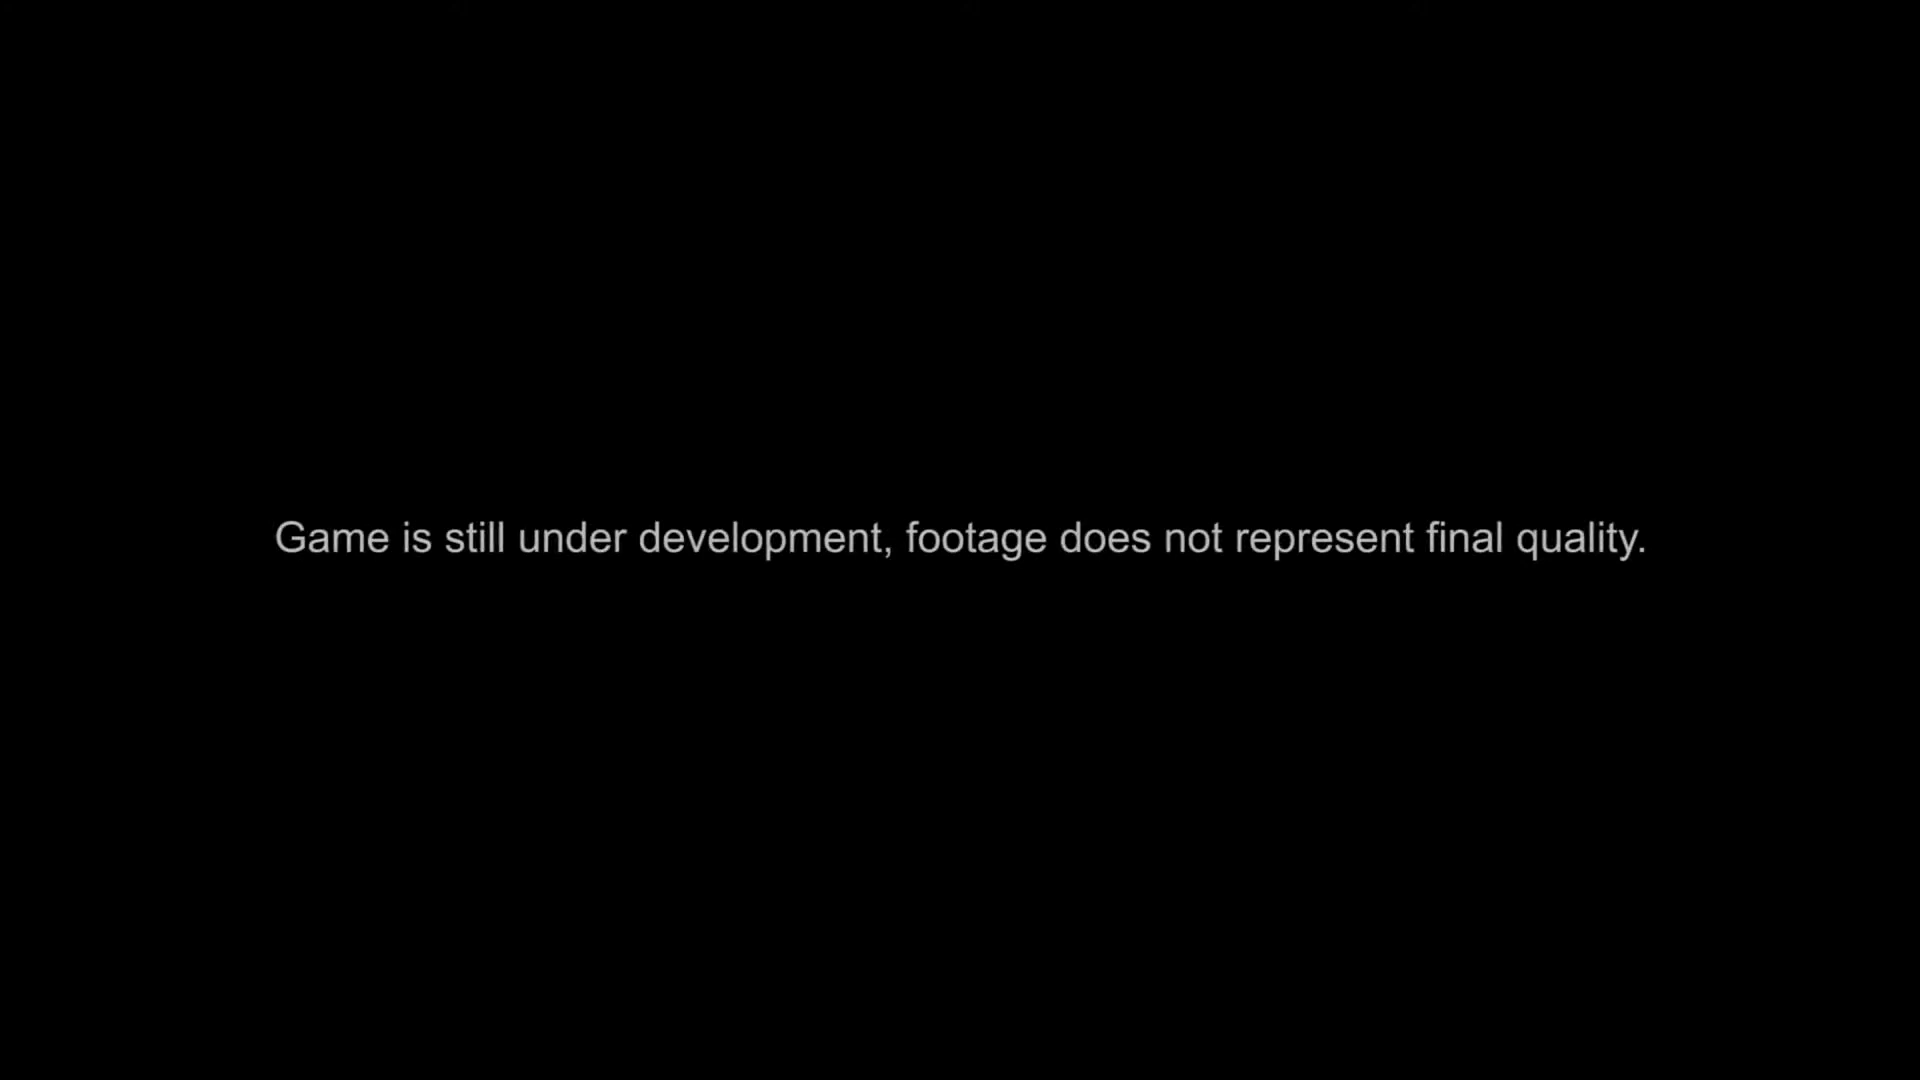 Game is still under development, footage does not represent final quality.